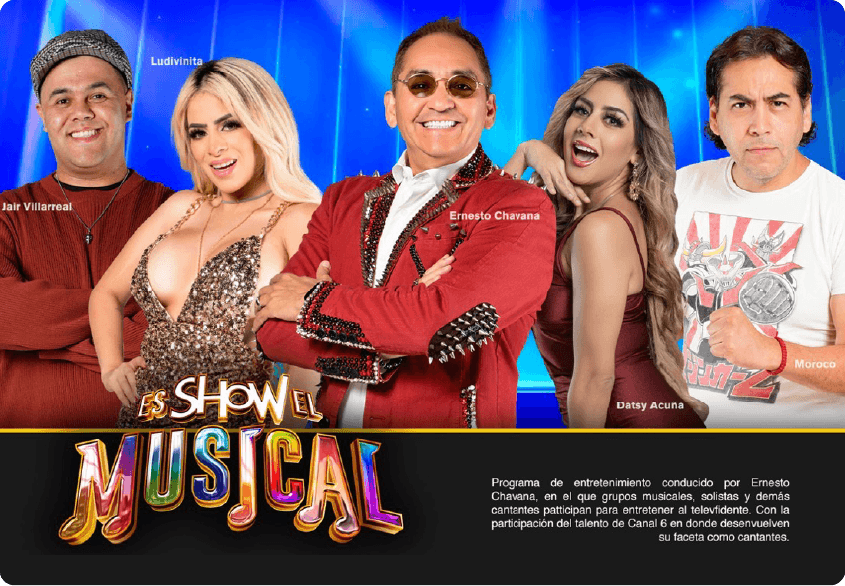 Ludivinita
Jair Villarreal
Ernesto Chavana
Moroco
Datsy Acuna
ES SHOW EL
MUSICAL
Programa de entretenimiento conducido por Ernesto
Chavana, en el que grupos musicales, solistas y demás
cantantes patticipan para entretener al televfidente. Con la
participación del talento de Canal 6 en donde desenvuelven
su faceta como cantantes.